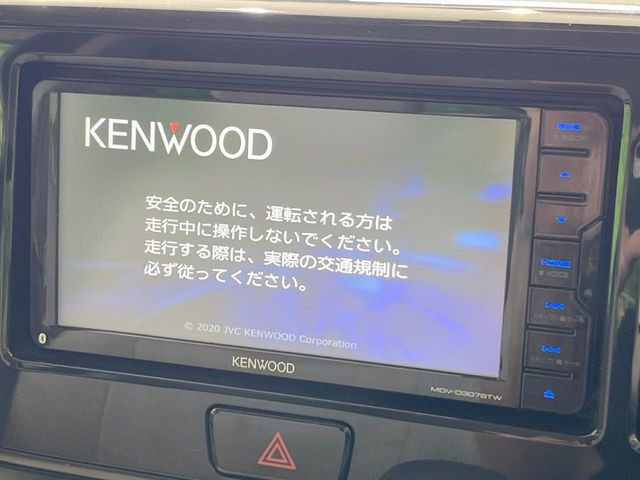 KENWOOD
安全のために、運転される方は
走行中に操作しないでください。
走行する際は、実際の交通規制に
必ず従ってください。
© 2020 JVC KENWOOD Corporation
KENWOOD
MDV-D307BTW
HOME
VOICE